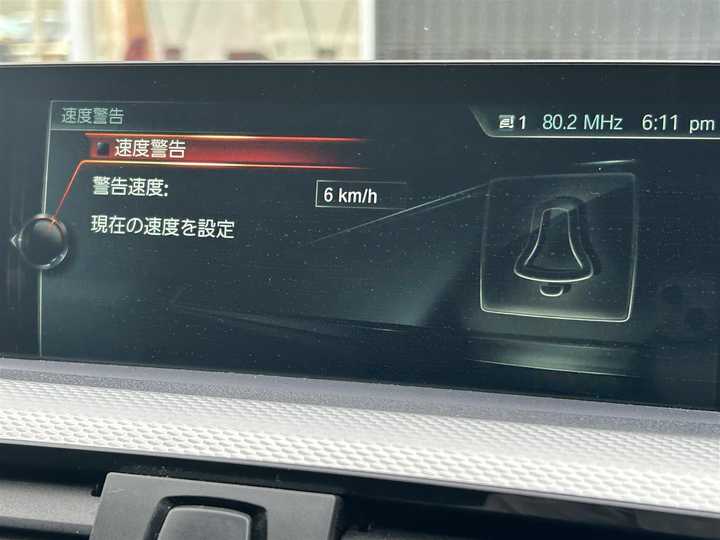 速度警告
1 80.2 MHz 6:11 pm
速度警告
警告速度: 6 km/h
現在の速度を設定